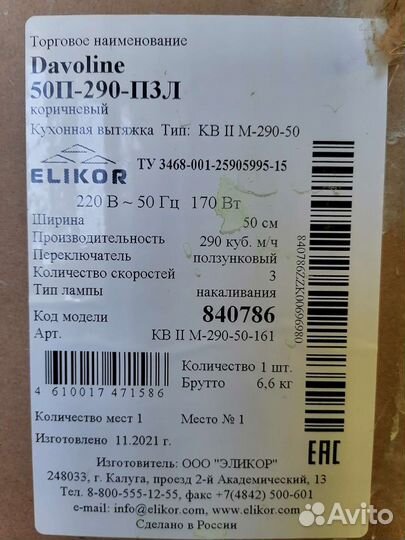 Торговое наименование
Davoline
50П-290-П3Л
коричневый
Кухонная вытяжка Тип: КВ II М-290-50
ELIKOR
ТУ 3468-001-25905995-15
220 В ~ 50 Гц 170 Вт
Ширина 50 см
Производительность 290 куб. м/ч
Переключатель ползунковый
Количество скоростей 3
Тип лампы накаливания
Код модели 840786
Арт. КВ II М-290-50-161
840786ZZK00696980
4 610017 471586
Количество 1 шт.
Брутто 6,6 кг
Количество мест 1 Место № 1
Изготовлено 11.2021 г.
EAC
Изготовитель: ООО "ЭЛИКОР"
248033, г. Калуга, проезд 2-й Академический, 13
Тел. 8-800-555-12-55, факс +7(4842) 500-601
e-mail: info@elikor.com, www.elikor.com
Сделано в России
Avito